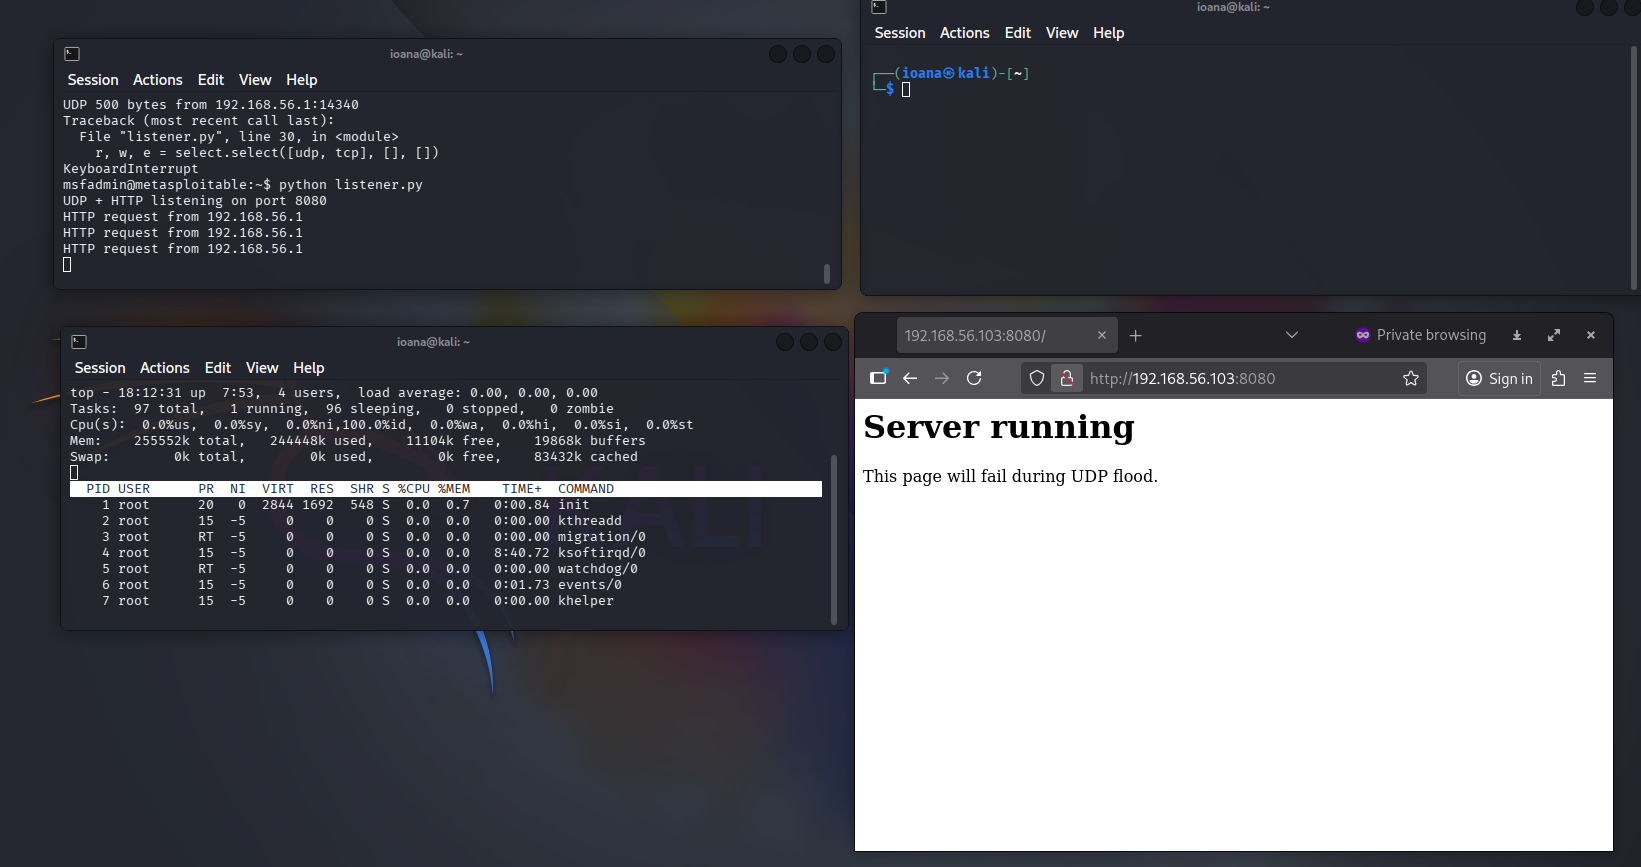 ioana@kali: ~
Session Actions Edit View Help
UDP 500 bytes from 192.168.56.1:14340
Traceback (most recent call last):
  File "listener.py", line 30, in <module>
    r, w, e = select.select([udp, tcp], [], [])
KeyboardInterrupt
msfadmin@metasploitable:~$ python listener.py
UDP + HTTP listening on port 8080
HTTP request from 192.168.56.1
HTTP request from 192.168.56.1
HTTP request from 192.168.56.1
ioana@kali: ~
Session Actions Edit View Help
┌──(ioana㉿kali)-[~]
└─$
ioana@kali: ~
Session Actions Edit View Help
top - 18:12:31 up  7:53,  4 users,  load average: 0.00, 0.00, 0.00
Tasks:  97 total,   1 running,  96 sleeping,   0 stopped,   0 zombie
Cpu(s):  0.0%us,  0.0%sy,  0.0%ni,100.0%id,  0.0%wa,  0.0%hi,  0.0%si,  0.0%st
Mem:    255552k total,   244448k used,    11104k free,    19868k buffers
Swap:        0k total,        0k used,        0k free,    83432k cached
PID USER      PR  NI  VIRT  RES  SHR S %CPU %MEM    TIME+  COMMAND
1 root      20   0  2844 1692  548 S  0.0  0.7   0:00.84 init
2 root      15  -5     0    0    0 S  0.0  0.0   0:00.00 kthreadd
3 root      RT  -5     0    0    0 S  0.0  0.0   0:00.00 migration/0
4 root      15  -5     0    0    0 S  0.0  0.0   8:40.72 ksoftirqd/0
5 root      RT  -5     0    0    0 S  0.0  0.0   0:00.00 watchdog/0
6 root      15  -5     0    0    0 S  0.0  0.0   0:01.73 events/0
7 root      15  -5     0    0    0 S  0.0  0.0   0:00.00 khelper
KALI
192.168.56.103:8080/
Private browsing
http://192.168.56.103:8080
Sign in
Server running
This page will fail during UDP flood.